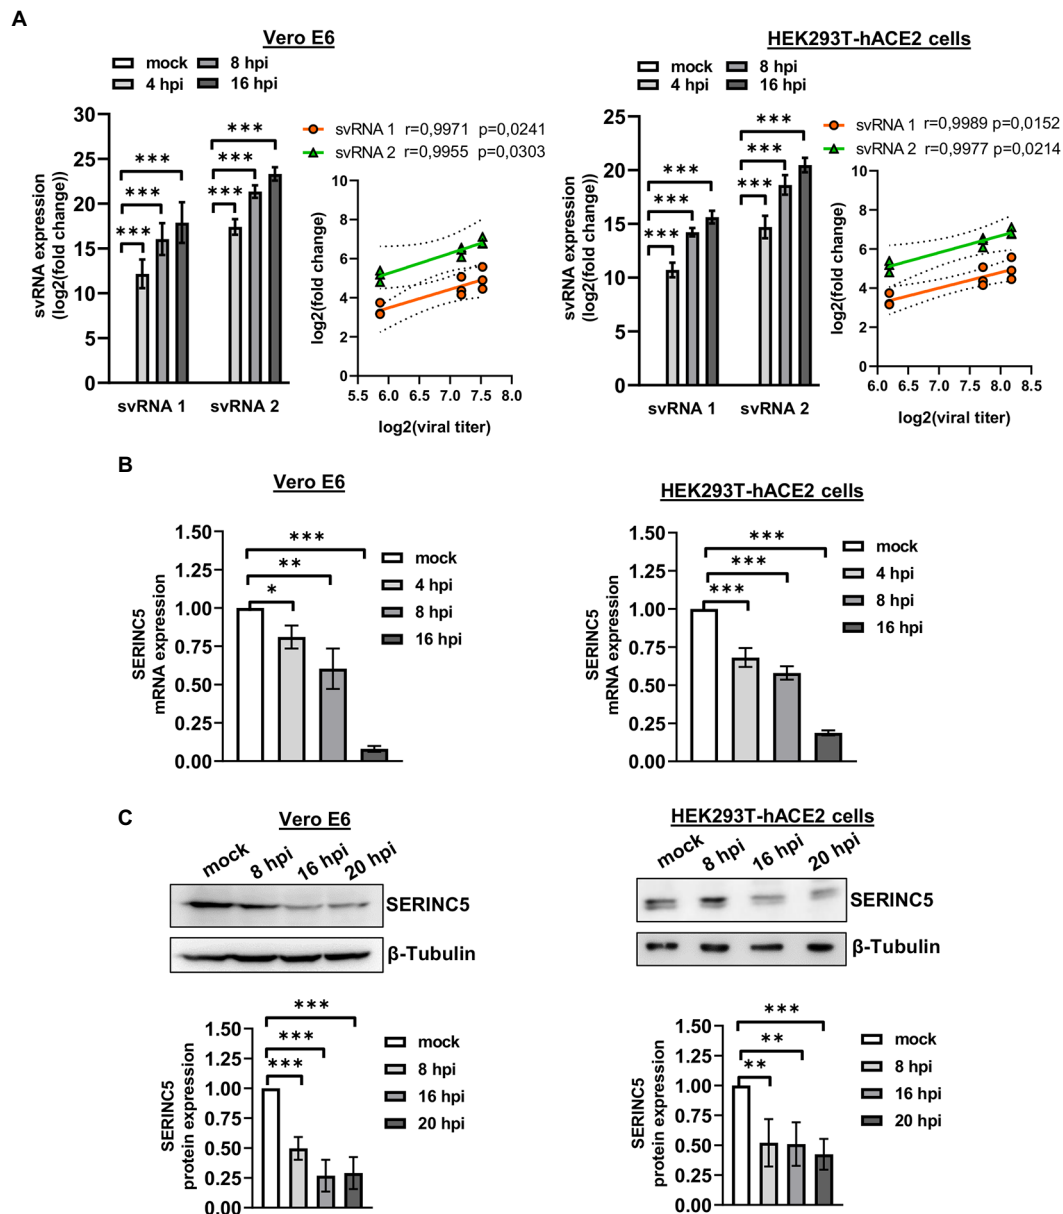 A
Vero E6
mock
8 hpi
4 hpi
16 hpi
svRNA expression
(log2(fold change))
30
25
20
15
10
5
0
***
***
***
***
***
***
svRNA 1
svRNA 2
svRNA 1 r=0,9971 p=0,0241
svRNA 2 r=0,9955 p=0,0303
log2(fold change)
10
8
6
4
2
0
5.5 6.0 6.5 7.0 7.5 8.0
log2(viral titer)
HEK293T-hACE2 cells
mock
8 hpi
4 hpi
16 hpi
svRNA expression
(log2(fold change))
25
20
15
10
5
0
***
***
***
***
***
***
svRNA 1
svRNA 2
svRNA 1 r=0,9989 p=0,0152
svRNA 2 r=0,9977 p=0,0214
log2(fold change)
10
8
6
4
2
0
6.0 6.5 7.0 7.5 8.0 8.5
log2(viral titer)
B
Vero E6
SERINC5
mRNA expression
1.50
1.25
1.00
0.75
0.50
0.25
0.00
***
**
*
mock
4 hpi
8 hpi
16 hpi
HEK293T-hACE2 cells
SERINC5
mRNA expression
1.50
1.25
1.00
0.75
0.50
0.25
0.00
***
***
***
mock
4 hpi
8 hpi
16 hpi
C
Vero E6
mock 8 hpi 16 hpi 20 hpi
SERINC5
β-Tubulin
SERINC5
protein expression
1.50
1.25
1.00
0.75
0.50
0.25
0.00
***
***
***
mock
8 hpi
16 hpi
20 hpi
HEK293T-hACE2 cells
mock 8 hpi 16 hpi 20 hpi
SERINC5
β-Tubulin
SERINC5
protein expression
1.50
1.25
1.00
0.75
0.50
0.25
0.00
***
**
**
mock
8 hpi
16 hpi
20 hpi